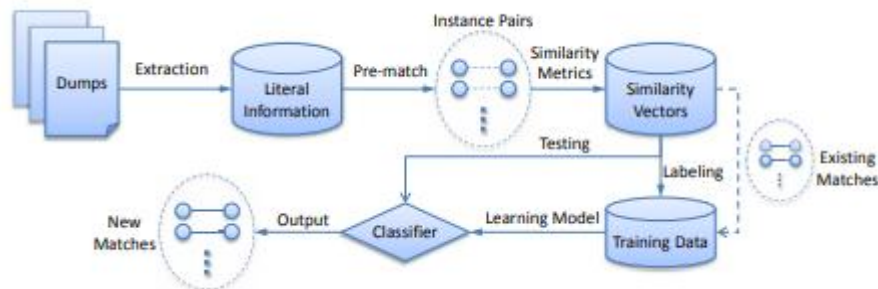 Instance Pairs
Dumps
Extraction
Literal
Information
Pre-match
Similarity
Metrics
Similarity
Vectors
Testing
Labeling
Existing
Matches
New
Matches
Output
Classifier
Learning Model
Training Data